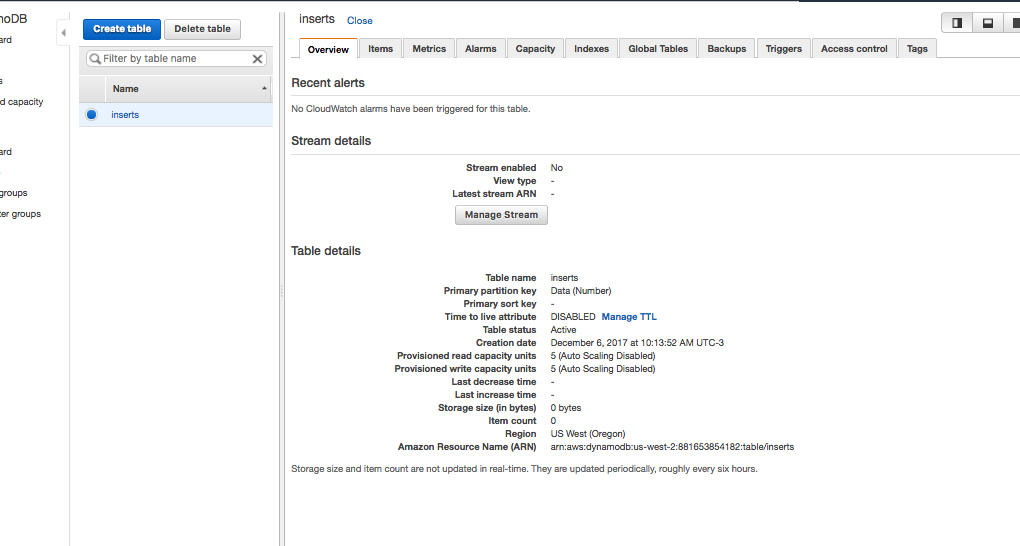 noDB
ard
s
d capacity
ard
groups
ter groups
Create table
Delete table
Filter by table name
Name
inserts
inserts Close
Overview Items Metrics Alarms Capacity Indexes Global Tables Backups Triggers Access control Tags
Recent alerts
No CloudWatch alarms have been triggered for this table.
Stream details
Stream enabled No
View type -
Latest stream ARN -
Manage Stream
Table details
Table name inserts
Primary partition key Data (Number)
Primary sort key -
Time to live attribute DISABLED Manage TTL
Table status Active
Creation date December 6, 2017 at 10:13:52 AM UTC-3
Provisioned read capacity units 5 (Auto Scaling Disabled)
Provisioned write capacity units 5 (Auto Scaling Disabled)
Last decrease time -
Last increase time -
Storage size (in bytes) 0 bytes
Item count 0
Region US West (Oregon)
Amazon Resource Name (ARN) arn:aws:dynamodb:us-west-2:881653854182:table/inserts
Storage size and item count are not updated in real-time. They are updated periodically, roughly every six hours.